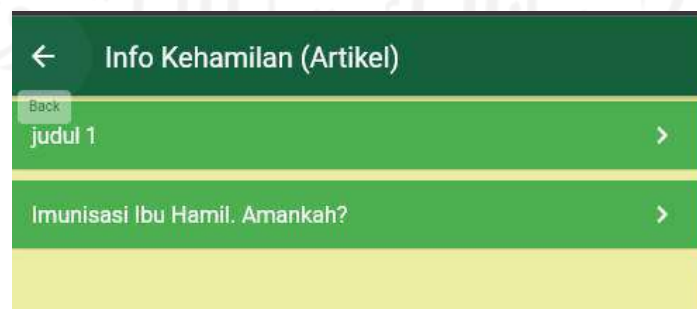 Info Kehamilan (Artikel)
Back
judul 1
Imunisasi Ibu Hamil. Amankah?